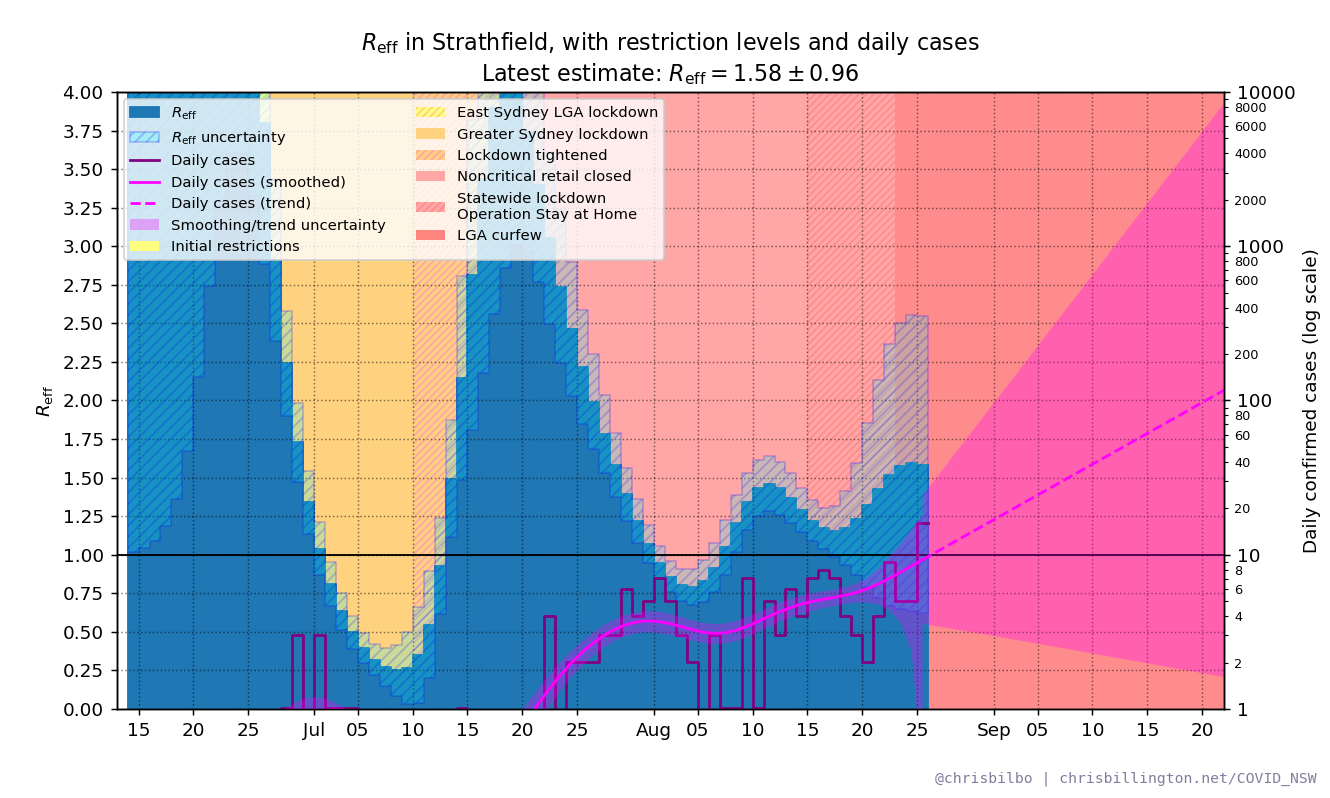 Reff in Strathfield, with restriction levels and daily cases
Latest estimate: Reff = 1.58 ± 0.96
Reff
Reff uncertainty
Daily cases
Daily cases (smoothed)
Daily cases (trend)
Smoothing/trend uncertainty
Initial restrictions
East Sydney LGA lockdown
Greater Sydney lockdown
Lockdown tightened
Noncritical retail closed
Statewide lockdown
Operation Stay at Home
LGA curfew
Reff
4.00
3.75
3.50
3.25
3.00
2.75
2.50
2.25
2.00
1.75
1.50
1.25
1.00
0.75
0.50
0.25
0.00
15 20 25 Jul 05 10 15 20 25 Aug 05 10 15 20 25 Sep 05 10 15 20
10000
8000
6000
4000
2000
1000
800
600
400
200
100
80
60
40
20
10
8
6
4
2
1
Daily confirmed cases (log scale)
@chrisbilbo | chrisbillington.net/COVID_NSW